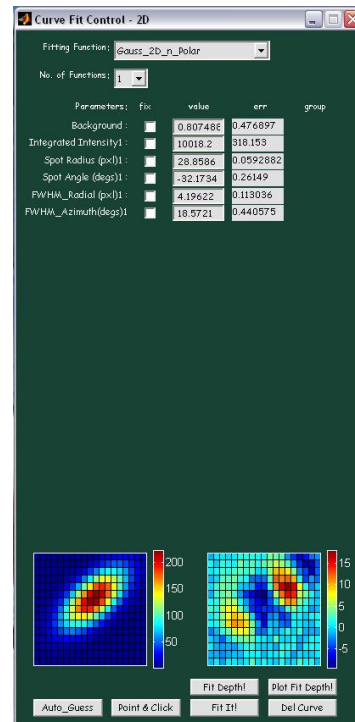 Curve Fit Control - 2D
Fitting Function: Gauss_2D_n_Polar
No. of Functions: 1
Parameters: fix value err group
Background : 0.807488 0.476897
Integrated Intensity1 : 10018.2 318.153
Spot Radius (pxl)1 : 28.8586 0.0592882
Spot Angle (degs)1 : -32.1734 0.26149
FWHM_Radial (pxl)1 : 4.19622 0.113036
FWHM_Azimuth(degs)1 18.5721 0.440575
200
150
100
50
15
10
5
0
-5
Fit Depth! Plot Fit Depth!
Auto_Guess Point & Click Fit It! Del Curve